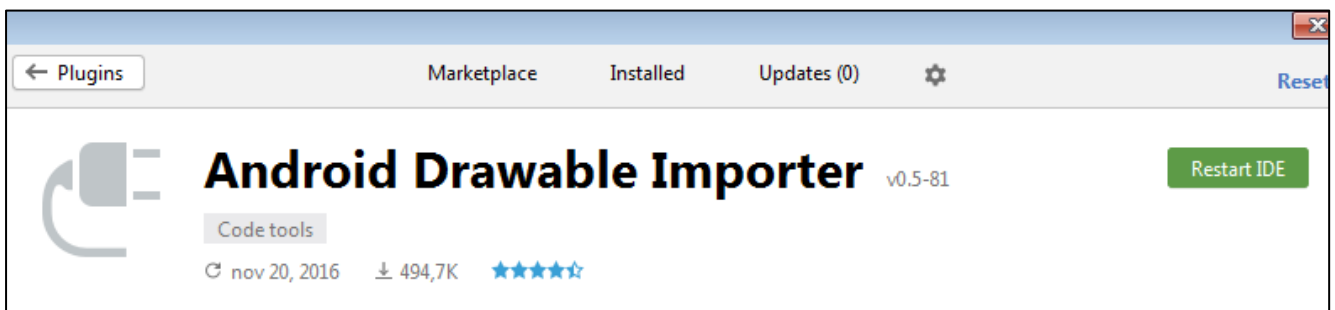 ← Plugins Marketplace Installed Updates (0) Reset
Android Drawable Importer v0.5-81 Restart IDE
Code tools
nov 20, 2016 494,7K